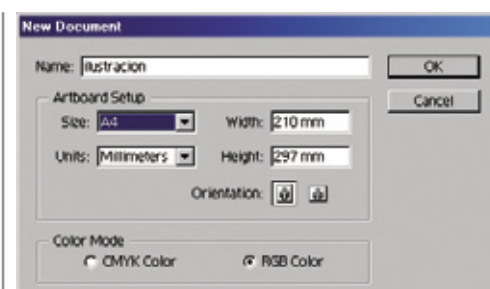 New Document
Name: ilustracion OK
Artboard Setup Cancel
Size: A4 Width: 210 mm
Units: Millimeters Height: 297 mm
Orientation:
Color Mode
CMYK Color RGB Color